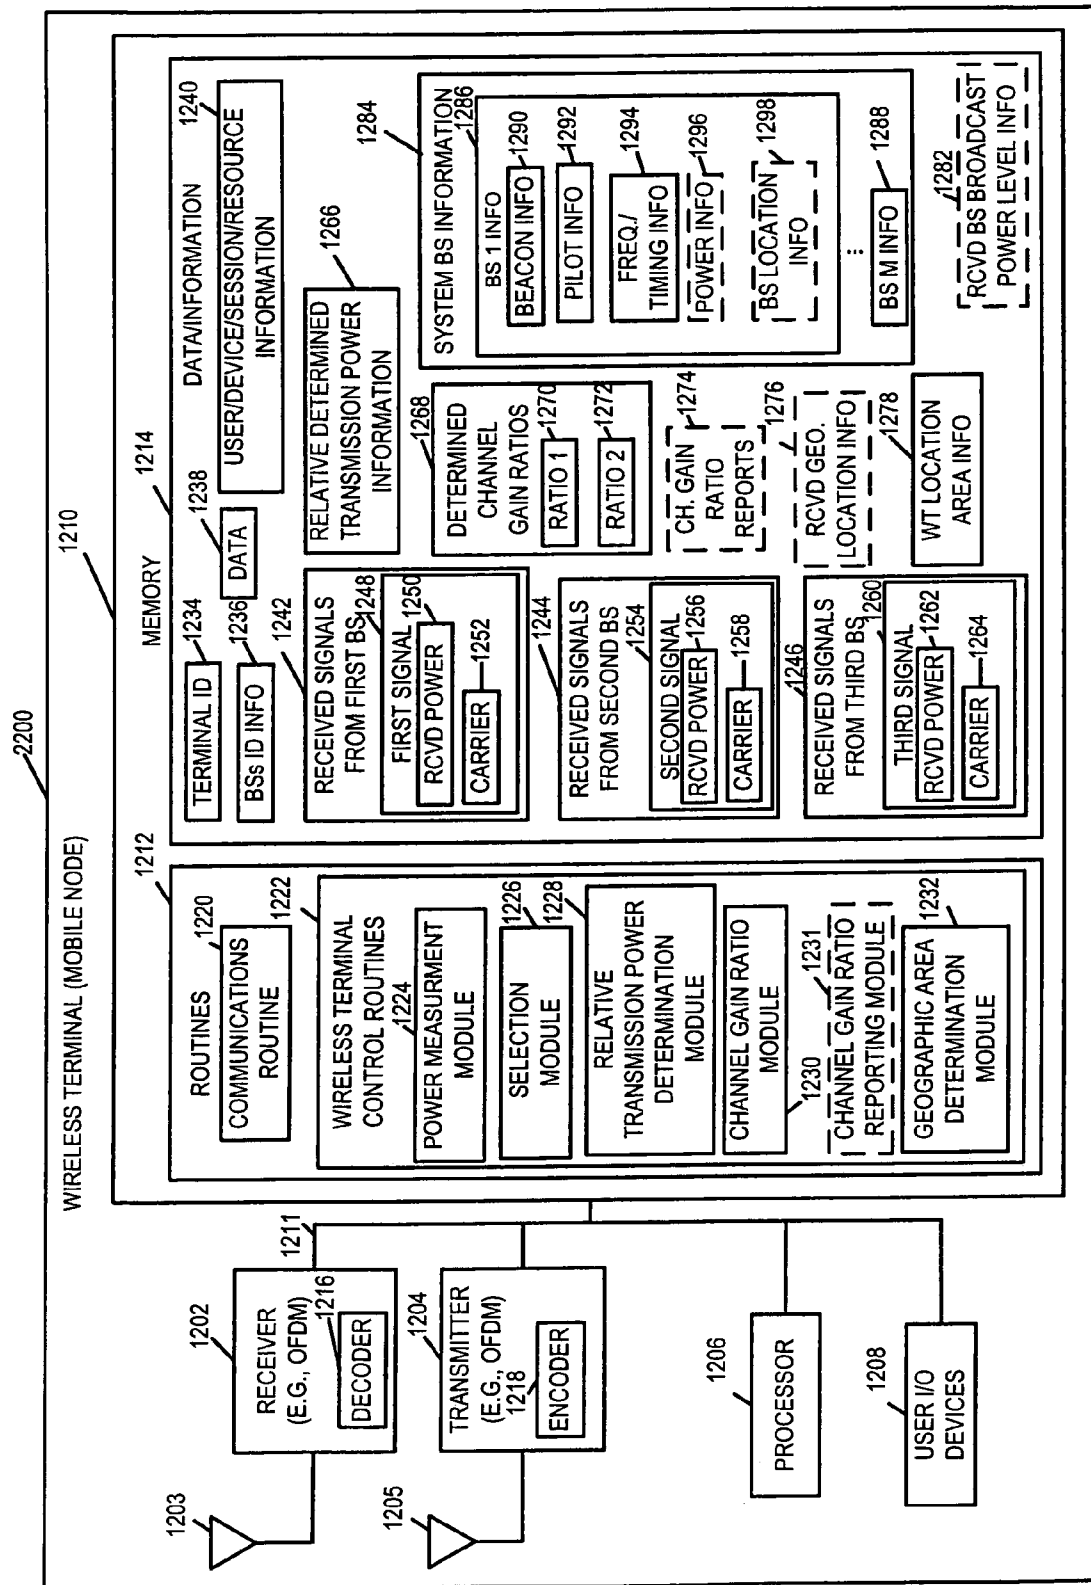 2200
WIRELESS TERMINAL (MOBILE NODE)
1203
1205
1202
RECEIVER
(E.G., OFDM)
1216
DECODER
1204
TRANSMITTER
(E.G., OFDM)
1218
ENCODER
1206
PROCESSOR
1208
USER I/O
DEVICES
1211
1210
MEMORY
1212
ROUTINES
1220
COMMUNICATIONS
ROUTINE
1222
WIRELESS TERMINAL
CONTROL ROUTINES
1224
POWER MEASURMENT
MODULE
1226
SELECTION MODULE
1228
RELATIVE
TRANSMISSION POWER
DETERMINATION
MODULE
CHANNEL GAIN RATIO
MODULE
1230
1231
CHANNEL GAIN RATIO
REPORTING MODULE
1232
GEOGRAPHIC AREA
DETERMINATION
MODULE
1214
DATA/INFORMATION
1234
TERMINAL ID
1236
BSs ID INFO
1238
DATA
1240
USER/DEVICE/SESSION/RESOURCE
INFORMATION
1242
RECEIVED SIGNALS
FROM FIRST BS
1248
FIRST SIGNAL
1250
RCVD POWER
1252
CARRIER
1244
RECEIVED SIGNALS
FROM SECOND BS
1254
SECOND SIGNAL
1256
RCVD POWER
1258
CARRIER
1246
RECEIVED SIGNALS
FROM THIRD BS
1260
THIRD SIGNAL
1262
RCVD POWER
1264
CARRIER
1266
RELATIVE DETERMINED
TRANSMISSION POWER
INFORMATION
1268
DETERMINED
CHANNEL
GAIN RATIOS
1270
RATIO 1
1272
RATIO 2
1274
CH. GAIN
RATIO
REPORTS
1276
RCVD GEO.
LOCATION INFO
1278
WT LOCATION
AREA INFO
1284
SYSTEM BS INFORMATION
1286
BS 1 INFO
1290
BEACON INFO
1292
PILOT INFO
1294
FREQ./
TIMING INFO
1296
POWER INFO
1298
BS LOCATION
INFO
...
1288
BS M INFO
1282
RCVD BS BROADCAST
POWER LEVEL INFO